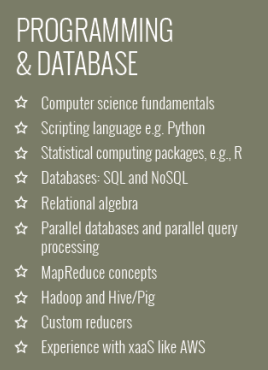 PROGRAMMING
& DATABASE
Computer science fundamentals
Scripting language e.g. Python
Statistical computing packages, e.g., R
Databases: SQL and NoSQL
Relational algebra
Parallel databases and parallel query
processing
MapReduce concepts
Hadoop and Hive/Pig
Custom reducers
Experience with xaaS like AWS